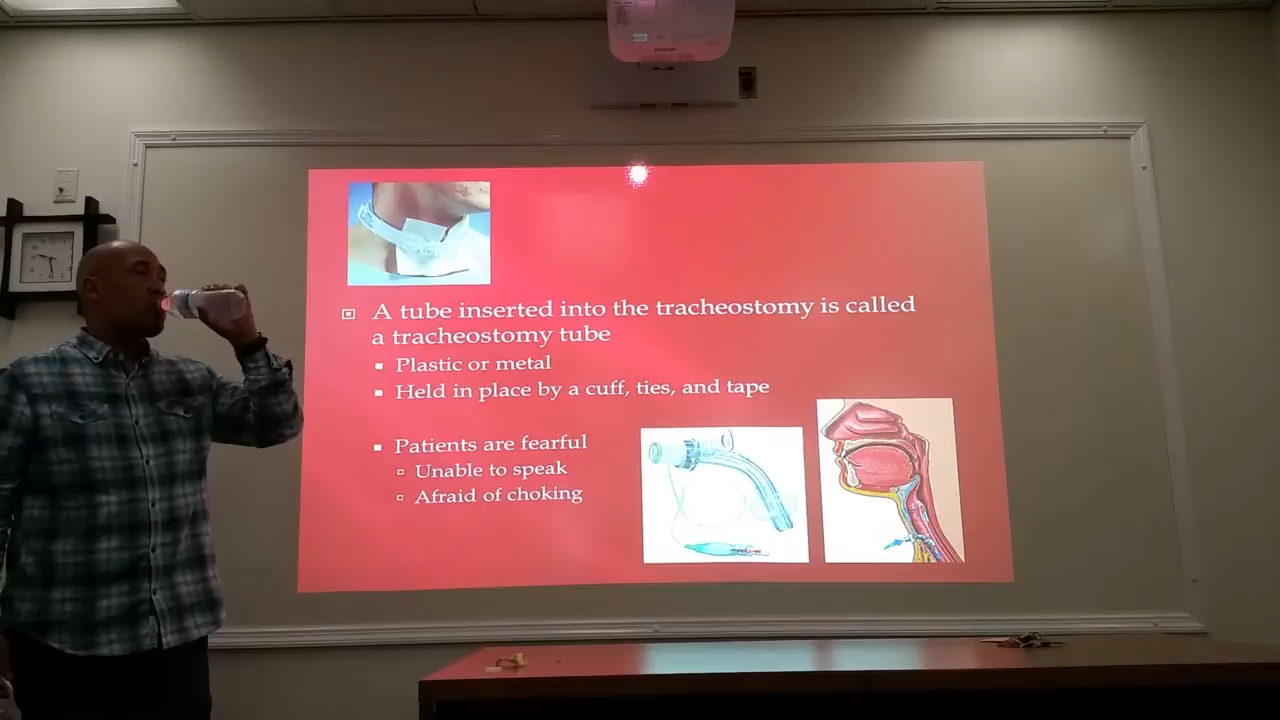 A tube inserted into the tracheostomy is called
a tracheostomy tube
Plastic or metal
Held in place by a cuff, ties, and tape
Patients are fearful
Unable to speak
Afraid of choking